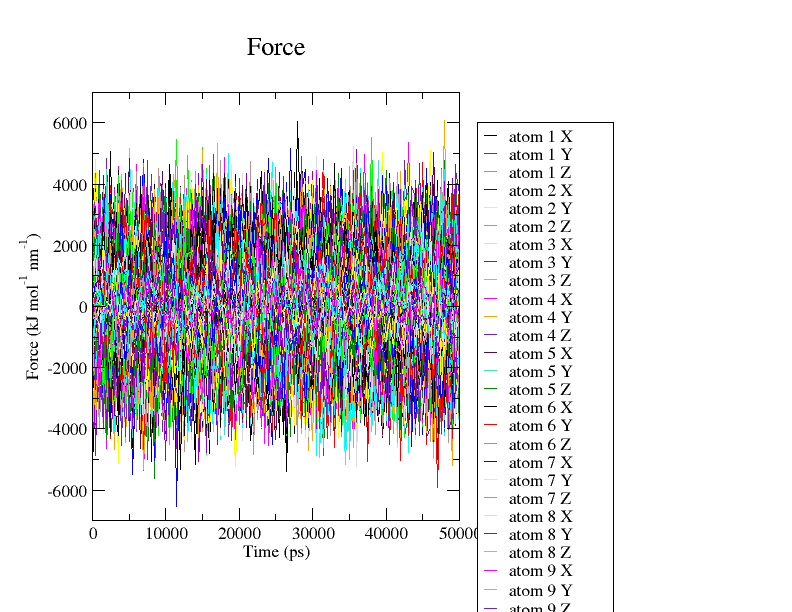 Force
Force (kJ mol-1 nm-1)
6000
4000
2000
0
-2000
-4000
-6000
0 10000 20000 30000 40000 50000
Time (ps)
atom 1 X
atom 1 Y
atom 1 Z
atom 2 X
atom 2 Y
atom 2 Z
atom 3 X
atom 3 Y
atom 3 Z
atom 4 X
atom 4 Y
atom 4 Z
atom 5 X
atom 5 Y
atom 5 Z
atom 6 X
atom 6 Y
atom 6 Z
atom 7 X
atom 7 Y
atom 7 Z
atom 8 X
atom 8 Y
atom 8 Z
atom 9 X
atom 9 Y
atom 9 Z